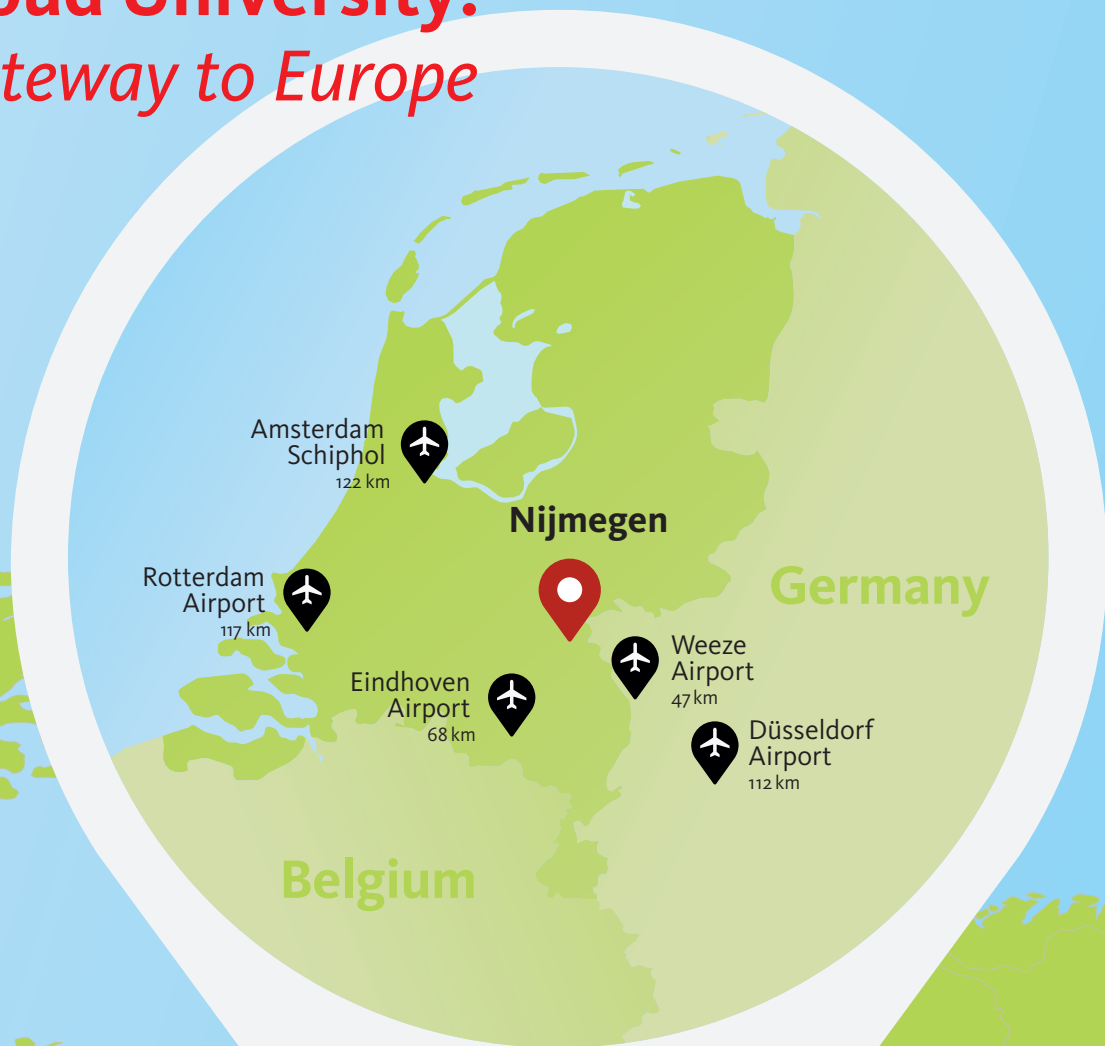 University:
to Europe
Amsterdam
Schiphol
122 km
Nijmegen
Rotterdam
Airport
117 km
Germany
Weeze
Airport
47 km
Eindhoven
Airport
68 km
Düsseldorf
Airport
112 km
Belgium